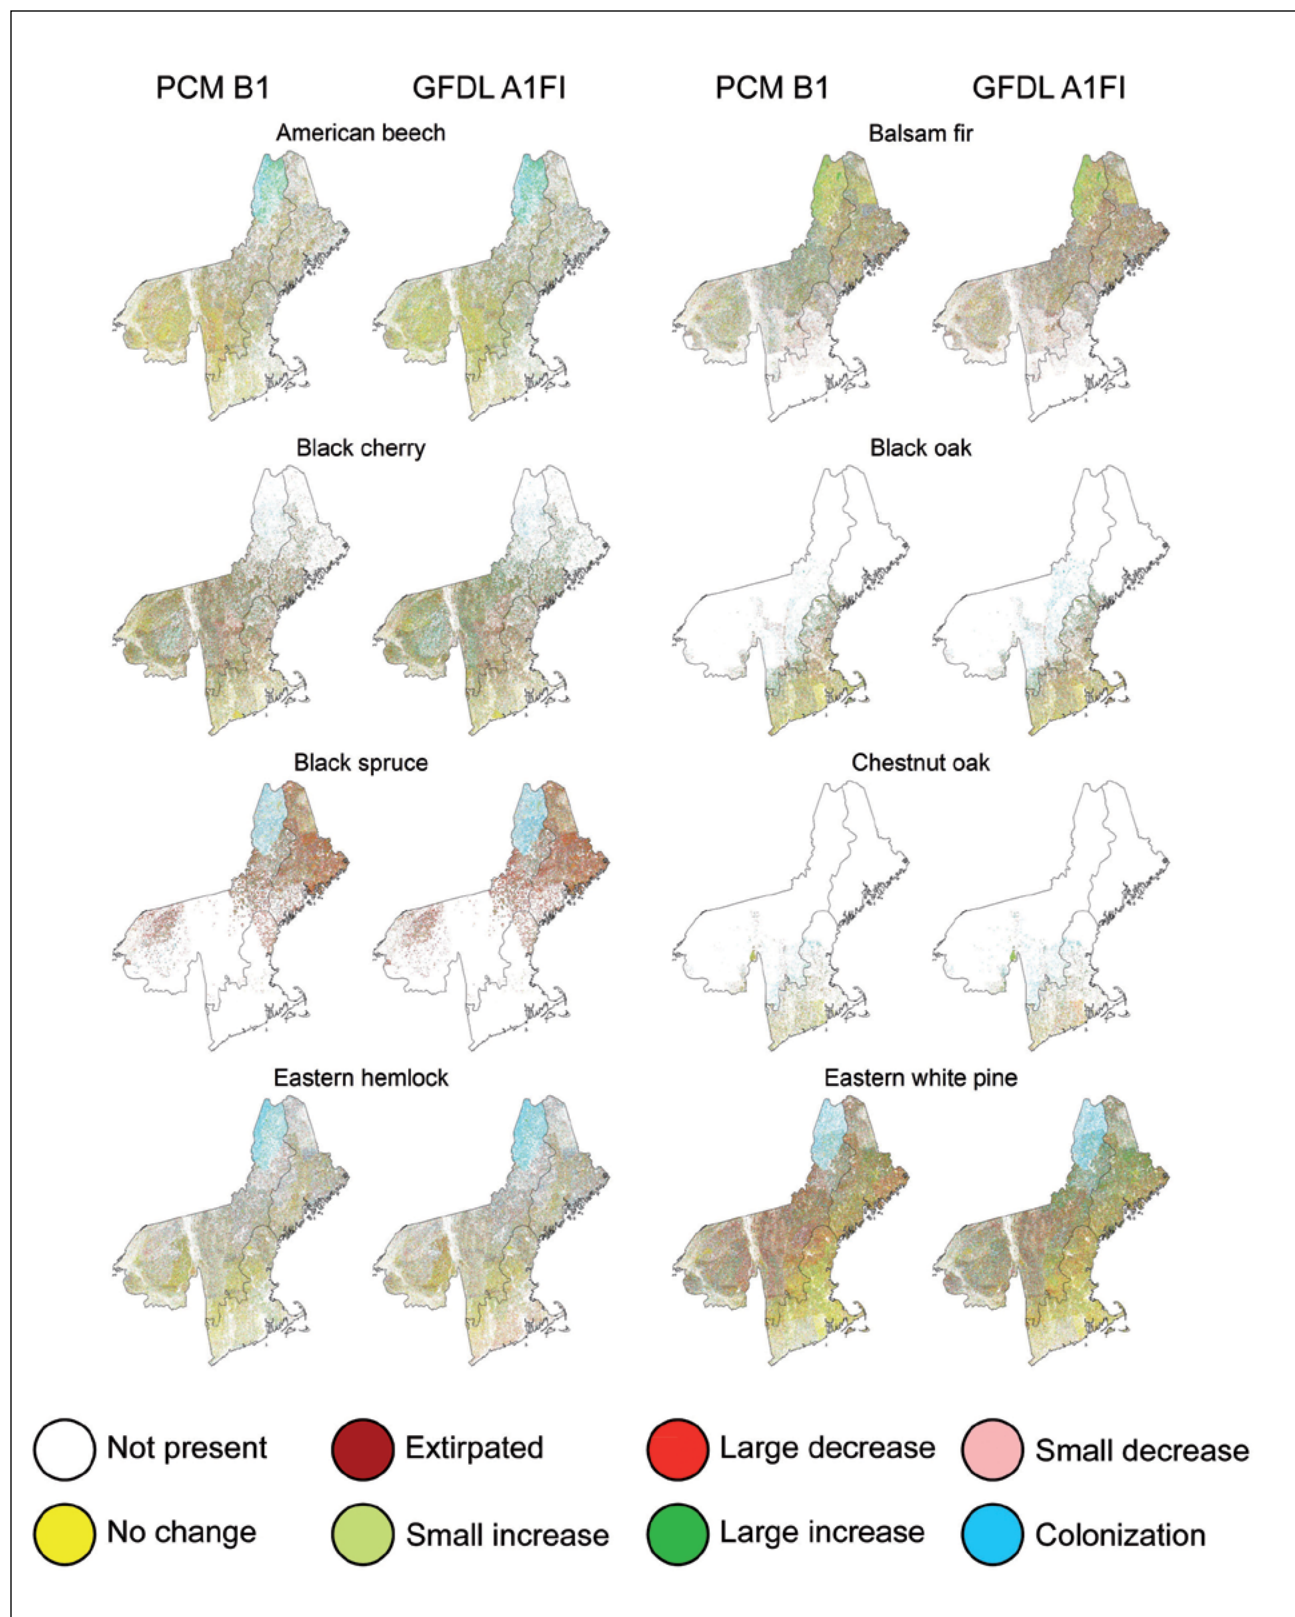 PCM B1 GFDL A1FI PCM B1 GFDL A1FI
American beech Balsam fir
Black cherry Black oak
Black spruce Chestnut oak
Eastern hemlock Eastern white pine
Not present Extirpated Large decrease Small decrease
No change Small increase Large increase Colonization